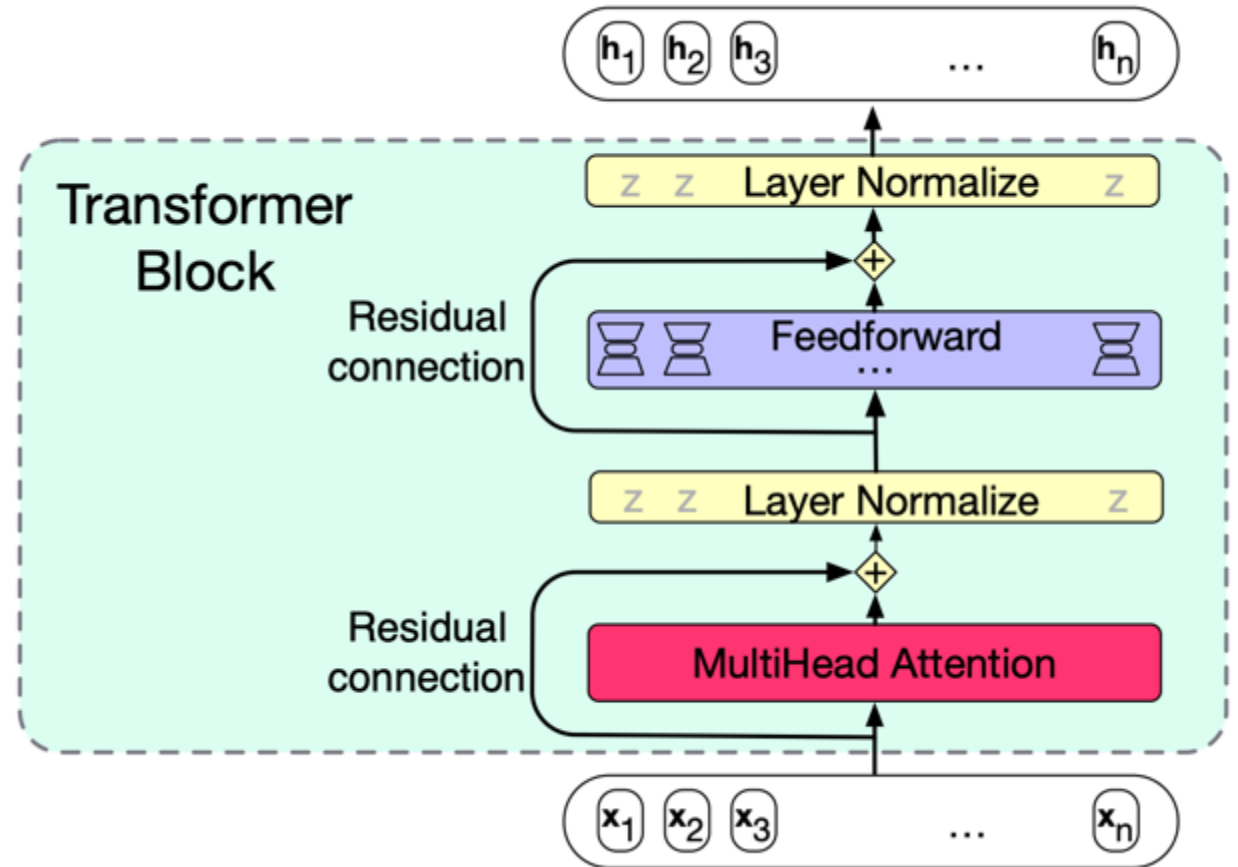 h1 h2 h3 ... hn
Transformer
Block
z z Layer Normalize z
+
Residual
connection
Feedforward
...
z z Layer Normalize z
+
Residual
connection
MultiHead Attention
x1 x2 x3 ... xn